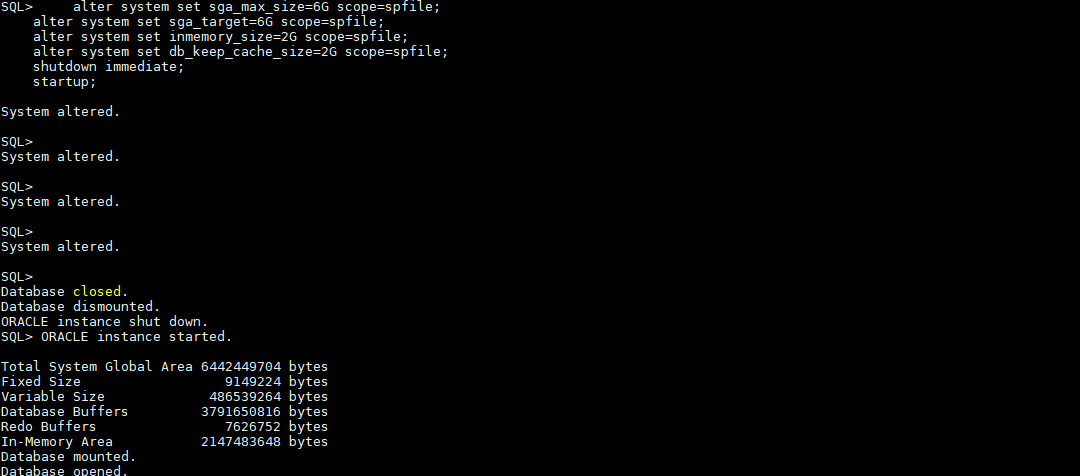 SQL>     alter system set sga_max_size=6G scope=spfile;
    alter system set sga_target=6G scope=spfile;
    alter system set inmemory_size=2G scope=spfile;
    alter system set db_keep_cache_size=2G scope=spfile;
    shutdown immediate;
    startup;

System altered.

SQL>
System altered.

SQL>
System altered.

SQL>
System altered.

SQL>
Database closed.
Database dismounted.
ORACLE instance shut down.
SQL> ORACLE instance started.

Total System Global Area 6442449704 bytes
Fixed Size                  9149224 bytes
Variable Size             486539264 bytes
Database Buffers         3791650816 bytes
Redo Buffers                7626752 bytes
In-Memory Area           2147483648 bytes
Database mounted.
Database opened.